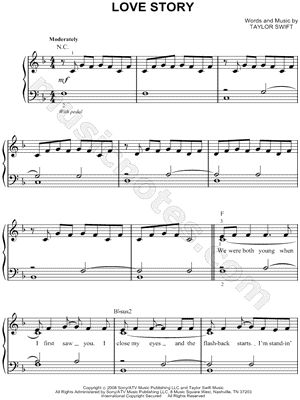 LOVE STORY
Words and Music by
TAYLOR SWIFT
Moderately
N.C.
mf
With pedal
musicnotes.com
F
We were both young when
B♭sus2
I first saw you. I close my eyes and the flash-back starts. I'm stand-in'
Copyright © 2008 Sony/ATV Music Publishing LLC and Taylor Swift Music
All Rights Administered by Sony/ATV Music Publishing LLC, 8 Music Square West, Nashville, TN 37203
International Copyright Secured All Rights Reserved